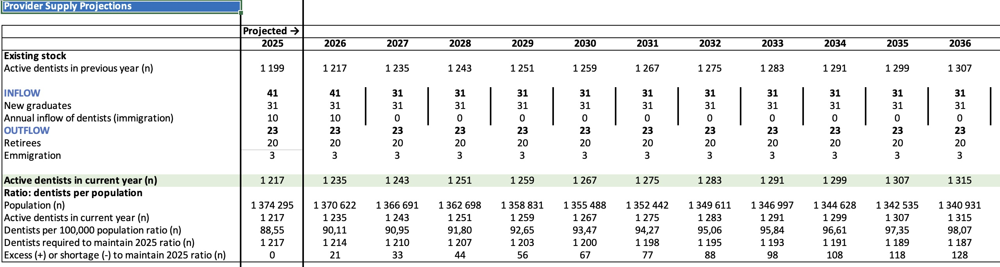 Provider Supply Projections
Projected →
2025 2026 2027 2028 2029 2030 2031 2032 2033 2034 2035 2036
Existing stock
Active dentists in previous year (n) 1 199 1 217 1 235 1 243 1 251 1 259 1 267 1 275 1 283 1 291 1 299 1 307
INFLOW 41 41 31 31 31 31 31 31 31 31 31 31
New graduates 31 31 31 31 31 31 31 31 31 31 31 31
Annual inflow of dentists (immigration) 10 10 0 0 0 0 0 0 0 0 0 0
OUTFLOW 23 23 23 23 23 23 23 23 23 23 23 23
Retirees 20 20 20 20 20 20 20 20 20 20 20 20
Emmigration 3 3 3 3 3 3 3 3 3 3 3 3
Active dentists in current year (n) 1 217 1 235 1 243 1 251 1 259 1 267 1 275 1 283 1 291 1 299 1 307 1 315
Ratio: dentists per population
Population (n) 1 374 295 1 370 622 1 366 691 1 362 698 1 358 831 1 355 488 1 352 442 1 349 611 1 346 997 1 344 628 1 342 535 1 340 931
Active dentists in current year (n) 1 217 1 235 1 243 1 251 1 259 1 267 1 275 1 283 1 291 1 299 1 307 1 315
Dentists per 100,000 population ratio (n) 88,55 90,11 90,95 91,80 92,65 93,47 94,27 95,06 95,84 96,61 97,35 98,07
Dentists required to maintain 2025 ratio (n) 1 217 1 214 1 210 1 207 1 203 1 200 1 198 1 195 1 193 1 191 1 189 1 187
Excess (+) or shortage (-) to maintain 2025 ratio (n) 0 21 33 44 56 67 77 88 98 108 118 128